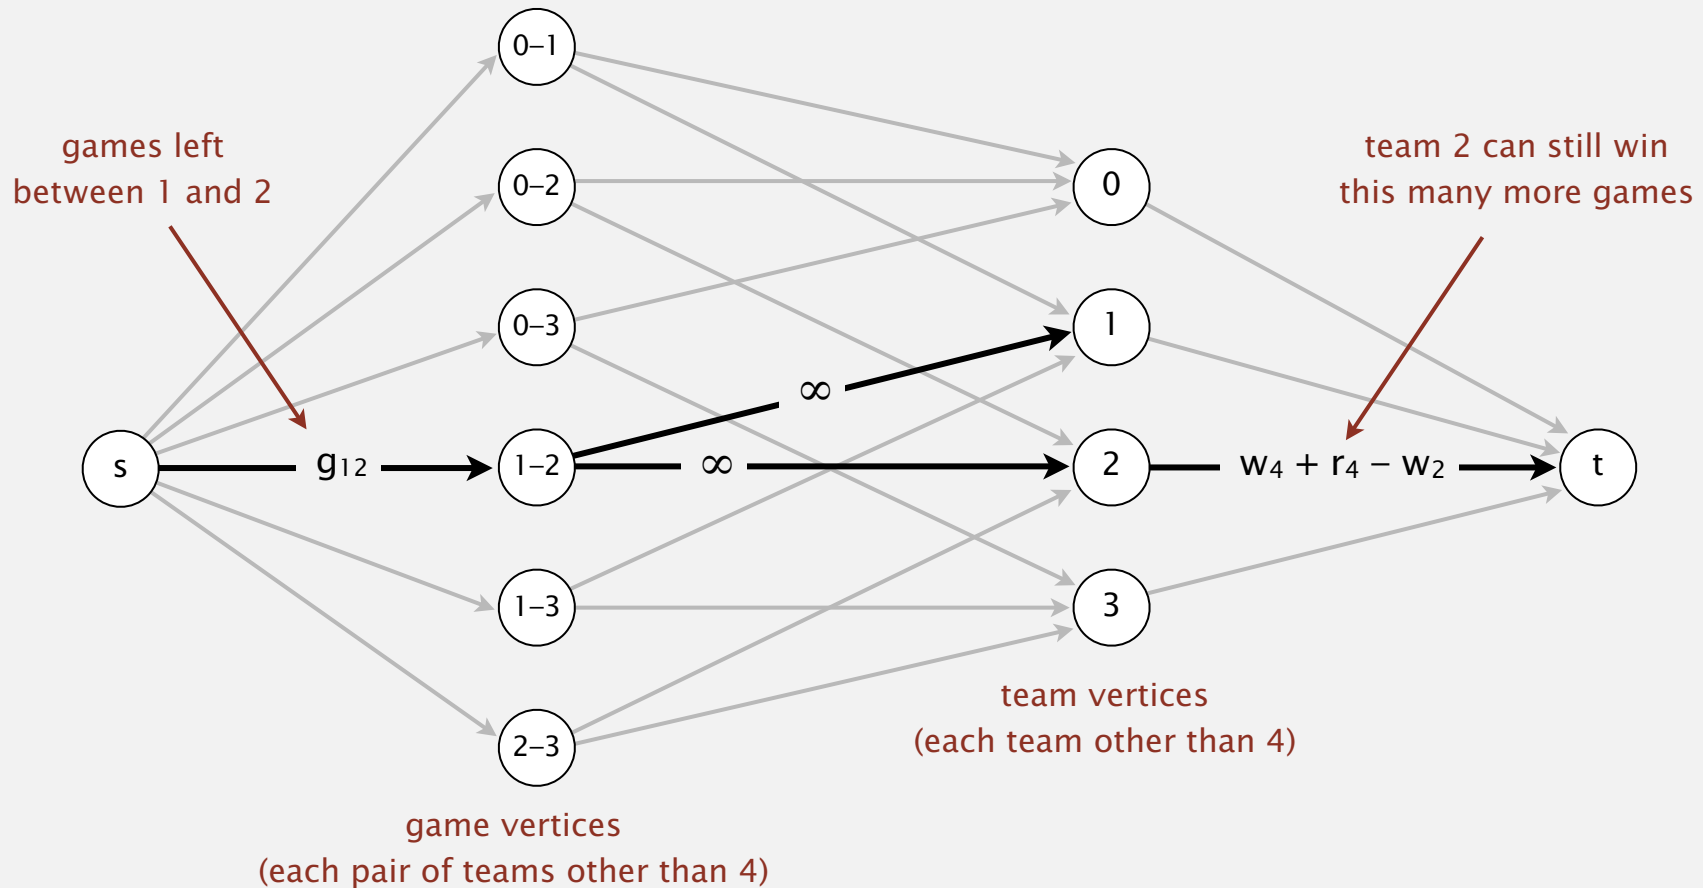 games left
between 1 and 2
team 2 can still win
this many more games
s
0–1
0–2
0–3
1–2
1–3
2–3
g₁₂
∞
∞
0
1
2
3
w₄ + r₄ − w₂
t
team vertices
(each team other than 4)
game vertices
(each pair of teams other than 4)